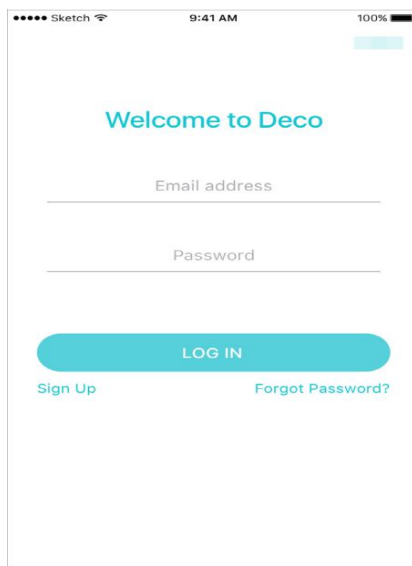 Sketch 9:41 AM 100%
Welcome to Deco
Email address
Password
LOG IN
Sign Up Forgot Password?